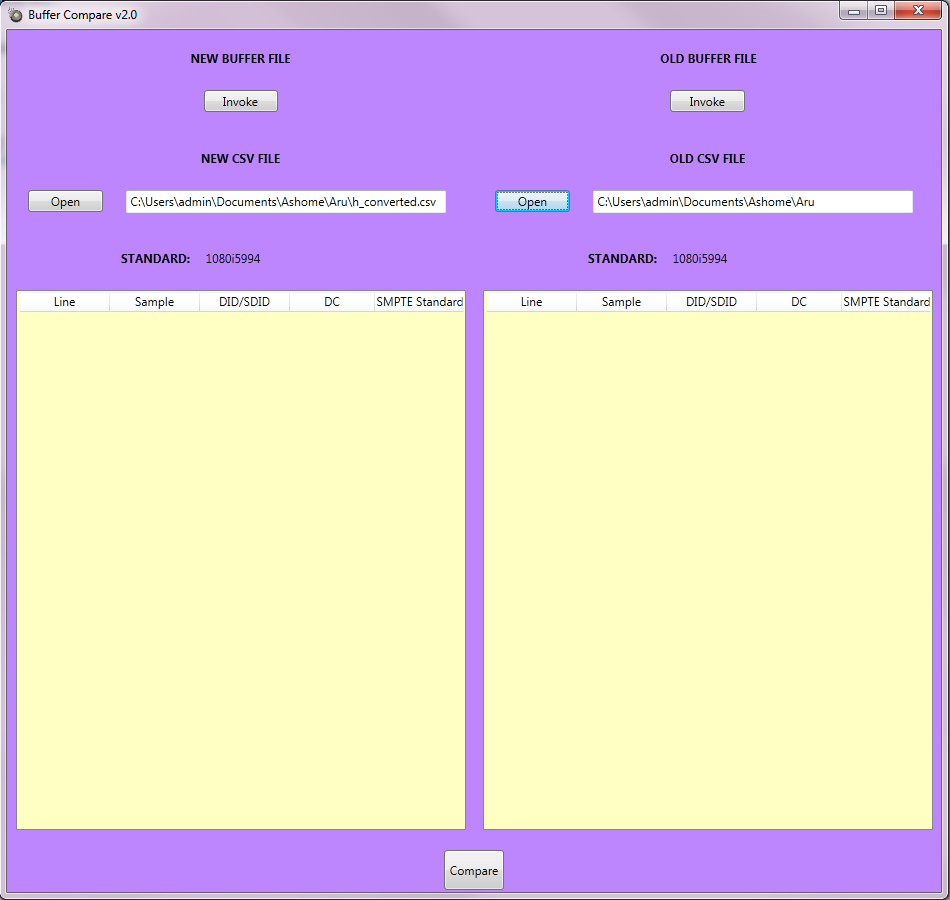 Buffer Compare v2.0
NEW BUFFER FILE
OLD BUFFER FILE
Invoke
Invoke
NEW CSV FILE
OLD CSV FILE
Open
C:\Users\admin\Documents\Ashome\Aru\h_converted.csv
Open
C:\Users\admin\Documents\Ashome\Aru
STANDARD: 1080i5994
STANDARD: 1080i5994
Line Sample DID/SDID DC SMPTE Standard
Line Sample DID/SDID DC SMPTE Standard
Compare